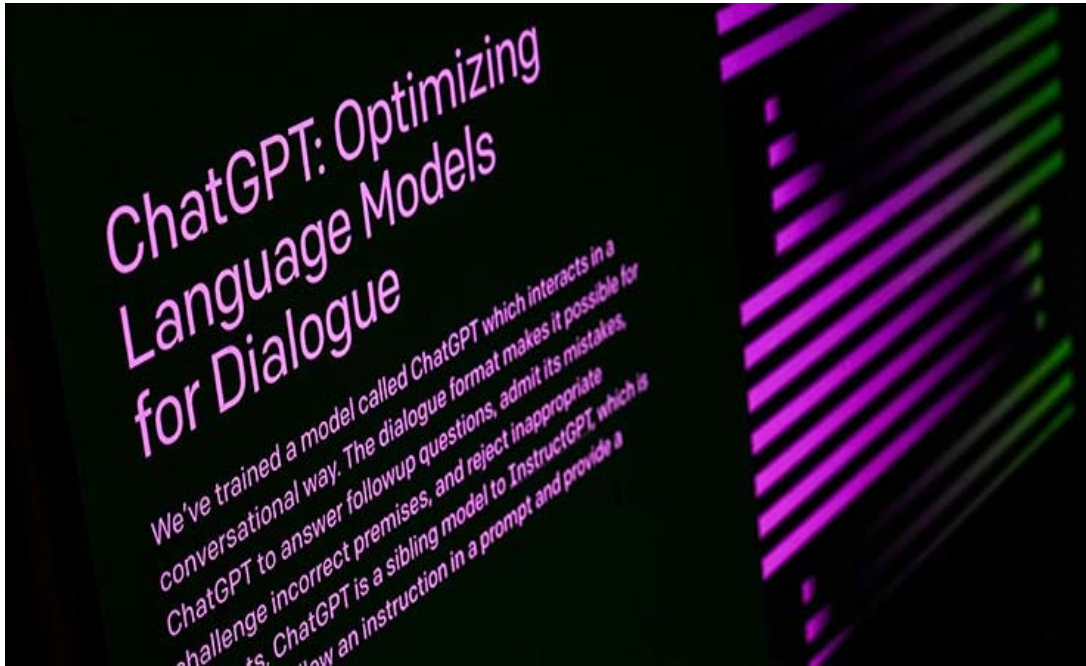 ChatGPT: Optimizing
Language Models
for Dialogue
We've trained a model called ChatGPT which interacts in a
conversational way. The dialogue format makes it possible for
ChatGPT to answer followup questions, admit its mistakes,
challenge incorrect premises, and reject inappropriate
ChatGPT is a sibling model to InstructGPT, which is
an instruction in a prompt and provide a